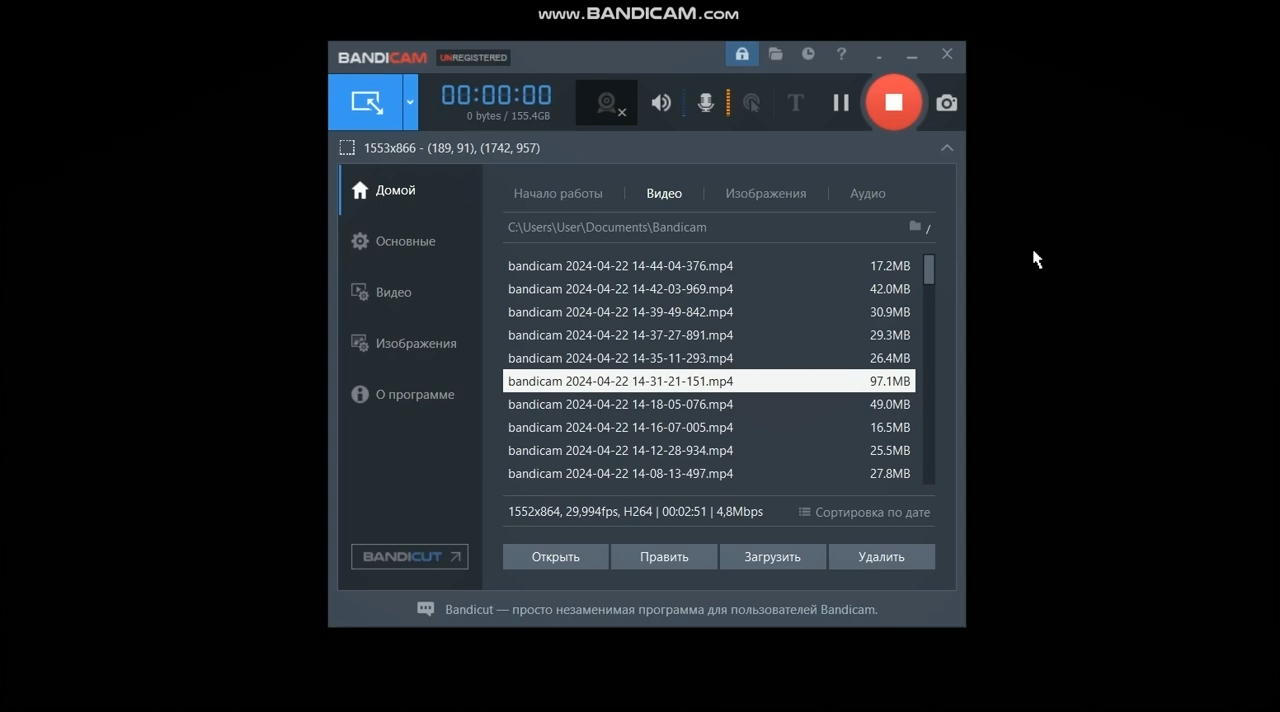 www.BANDICAM.com
BANDICAM UNREGISTERED
00:00:00
0 bytes / 155.4GB
1553x866 - (189, 91), (1742, 957)
Домой
Основные
Видео
Изображения
О программе
BANDICUT
Начало работы Видео Изображения Аудио
C:\Users\User\Documents\Bandicam
bandicam 2024-04-22 14-44-04-376.mp4 17.2MB
bandicam 2024-04-22 14-42-03-969.mp4 42.0MB
bandicam 2024-04-22 14-39-49-842.mp4 30.9MB
bandicam 2024-04-22 14-37-27-891.mp4 29.3MB
bandicam 2024-04-22 14-35-11-293.mp4 26.4MB
bandicam 2024-04-22 14-31-21-151.mp4 97.1MB
bandicam 2024-04-22 14-18-05-076.mp4 49.0MB
bandicam 2024-04-22 14-16-07-005.mp4 16.5MB
bandicam 2024-04-22 14-12-28-934.mp4 25.5MB
bandicam 2024-04-22 14-08-13-497.mp4 27.8MB
1552x864, 29,994fps, H264 | 00:02:51 | 4,8Mbps Сортировка по дате
Открыть Править Загрузить Удалить
Bandicut — просто незаменимая программа для пользователей Bandicam.